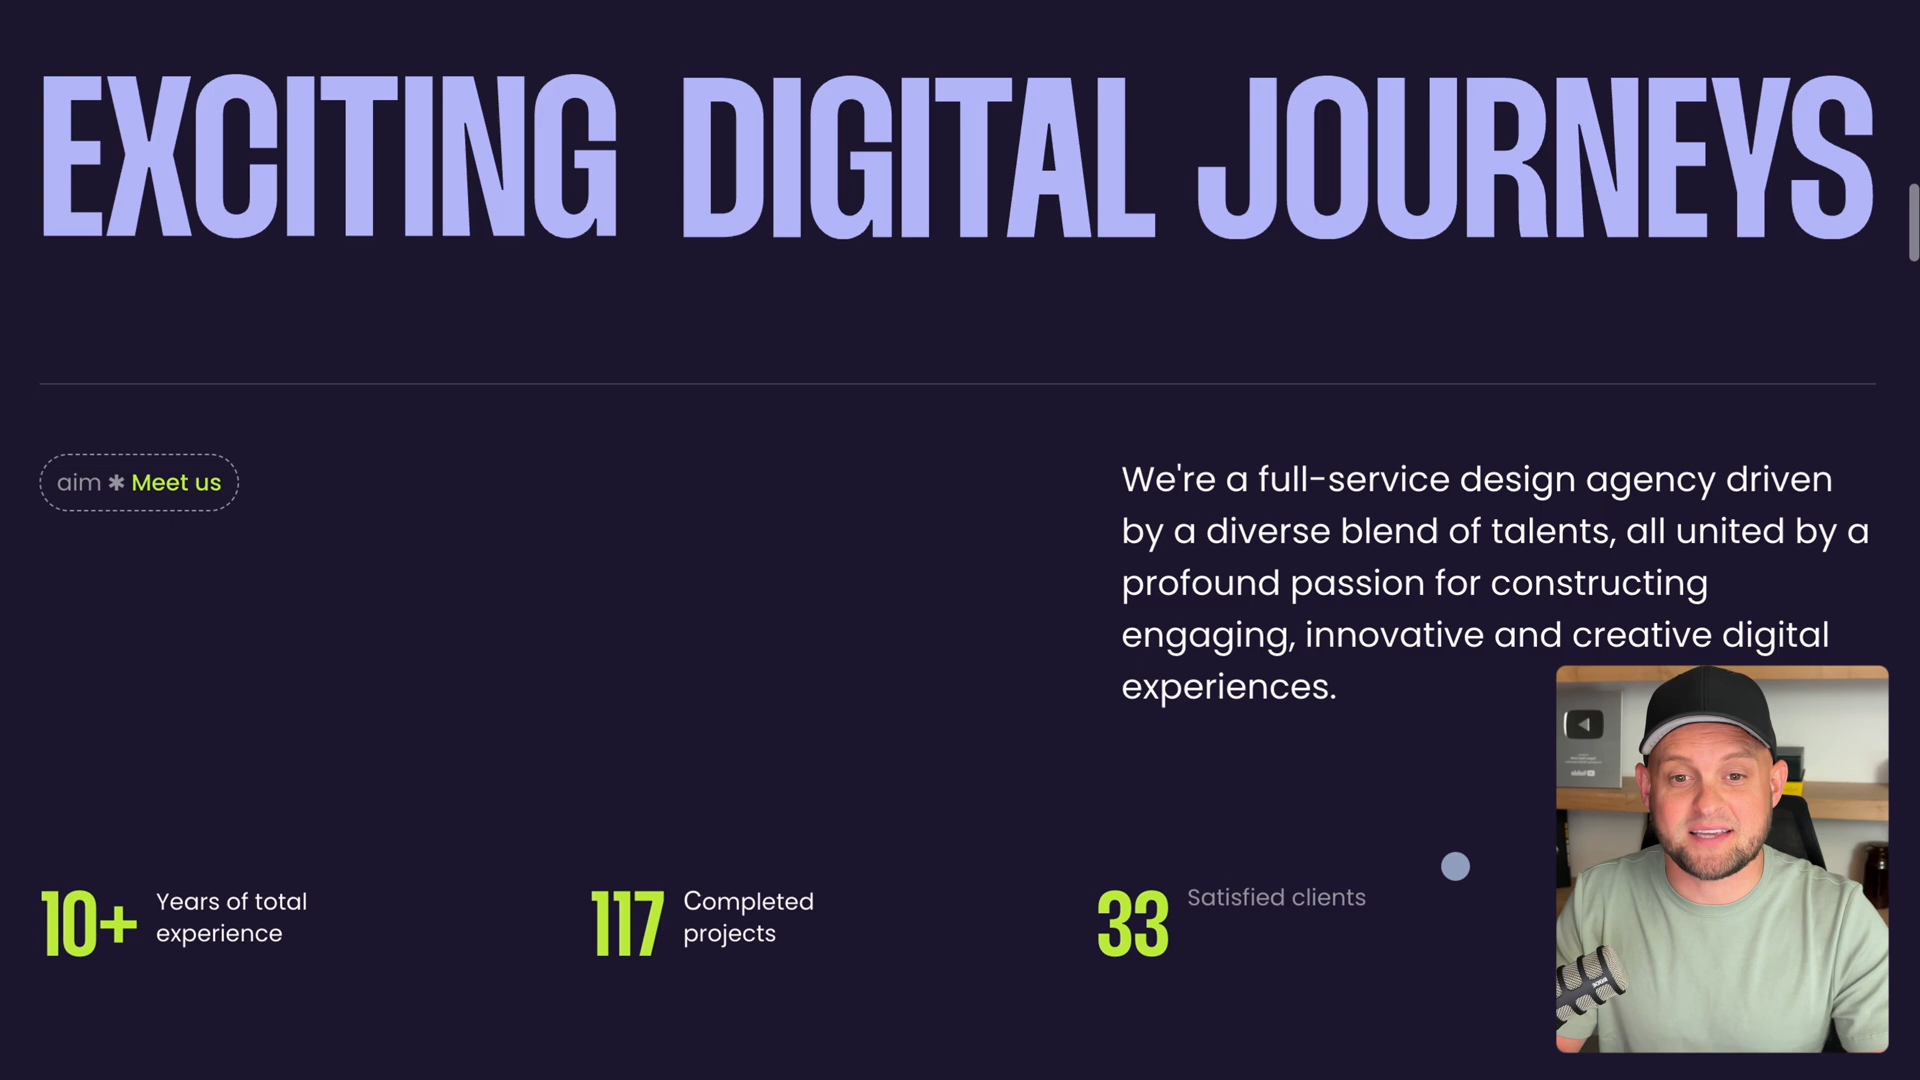 EXCITING DIGITAL JOURNEYS
aim ✱ Meet us
We're a full-service design agency driven
by a diverse blend of talents, all united by a
profound passion for constructing
engaging, innovative and creative digital
experiences.
10+ Years of total
experience
117 Completed
projects
33 Satisfied clients